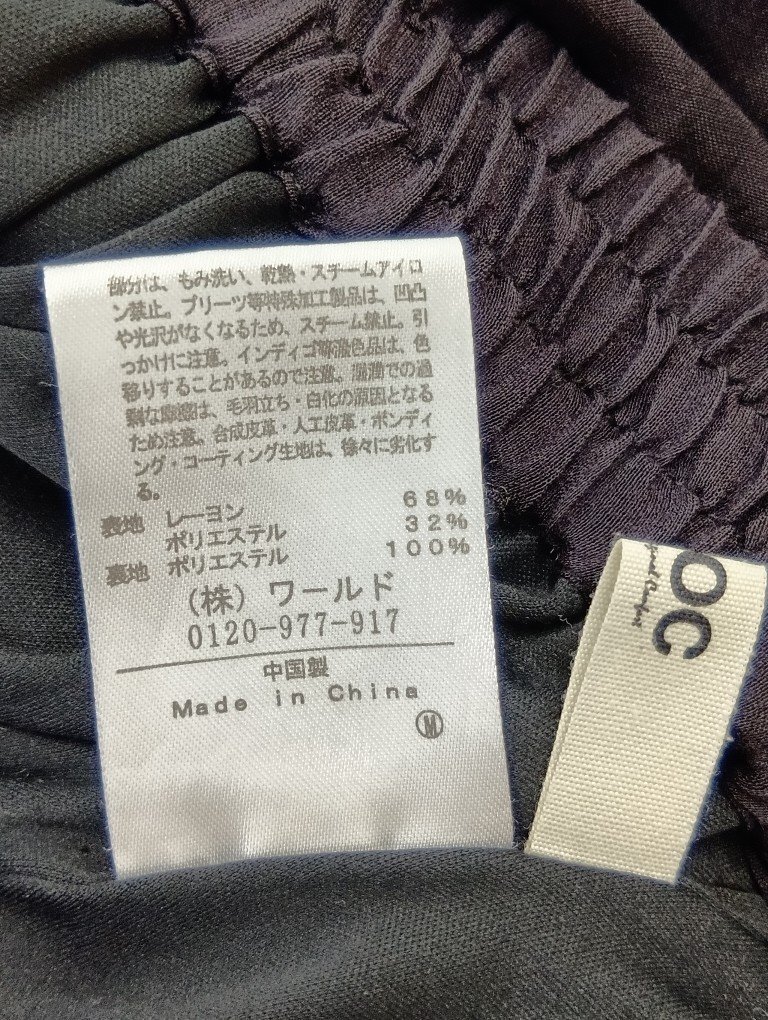 部分は、もみ洗い、乾熱・スチームアイロ
ン禁止。プリーツ等特殊加工製品は、凹凸
や光沢がなくなるため、スチーム禁止。引
っかけに注意。インディゴ等濃色品は、色
移りすることがあるので注意。湿潤での過
剰な摩擦は、毛羽立ち・白化の原因となる
ため注意。合成皮革・人工皮革・ボンディ
ング・コーティング生地は、徐々に劣化す
る。
表地 レーヨン 68%
ポリエステル 32%
裏地 ポリエステル 100%
(株) ワールド
0120-977-917
中国製
Made in China
M
OC